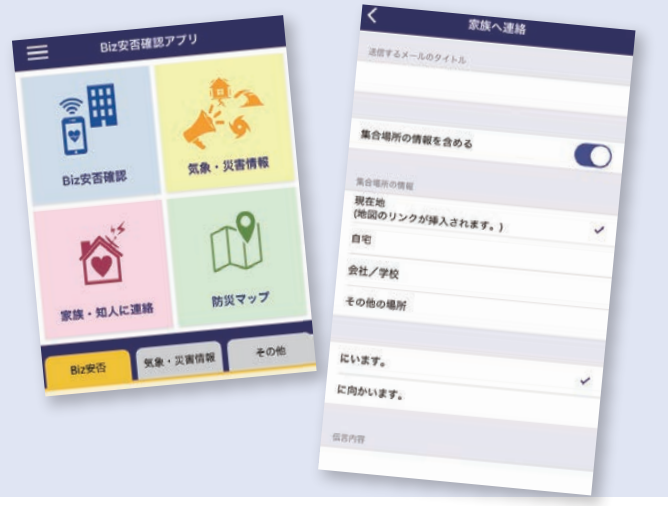 Biz安否確認アプリ
Biz安否確認
気象・災害情報
家族・知人に連絡
防災マップ
Biz安否
気象・災害情報
その他
家族へ連絡
送信するメールのタイトル
集合場所の情報を含める
集合場所の情報
現在地
(地図のリンクが挿入されます。)
自宅
会社／学校
その他の場所
にいます。
に向かいます。
伝言内容